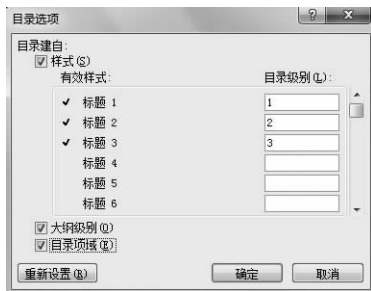 目录选项
目录建自:
样式(S)
有效样式: 目录级别(L):
标题 1 1
标题 2 2
标题 3 3
标题 4
标题 5
标题 6
大纲级别(O)
目录项域(E)
重新设置(R) 确定 取消